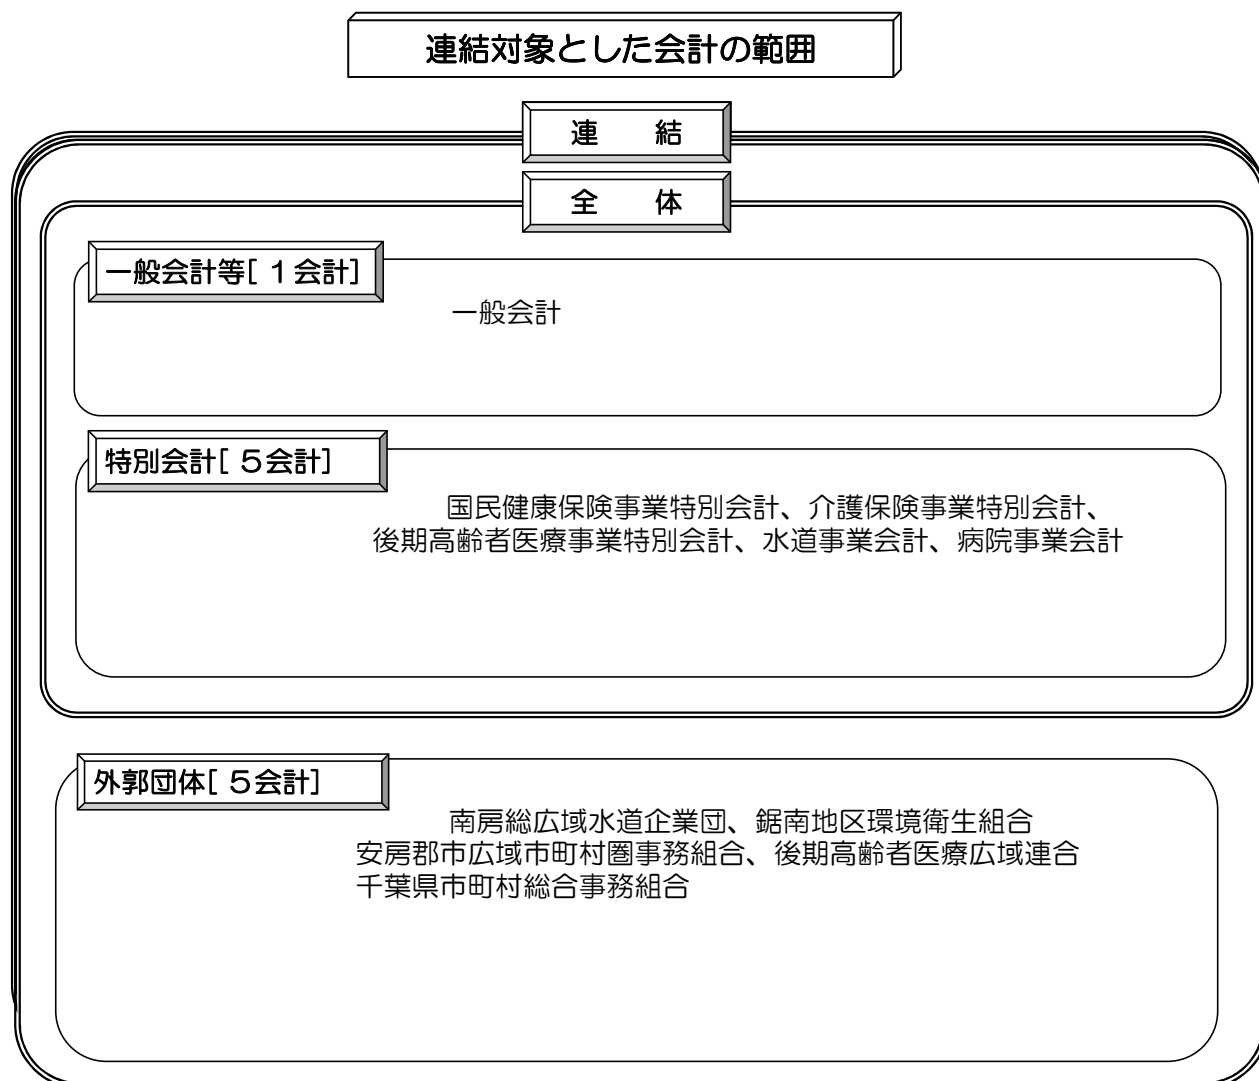 連結対象とした会計の範囲
連　結
全　体
一般会計等[ 1会計]
一般会計
特別会計[ 5会計]
国民健康保険事業特別会計、介護保険事業特別会計、
後期高齢者医療事業特別会計、水道事業会計、病院事業会計
外郭団体[ 5会計]
南房総広域水道企業団、鋸南地区環境衛生組合
安房郡市広域市町村圏事務組合、後期高齢者医療広域連合
千葉県市町村総合事務組合